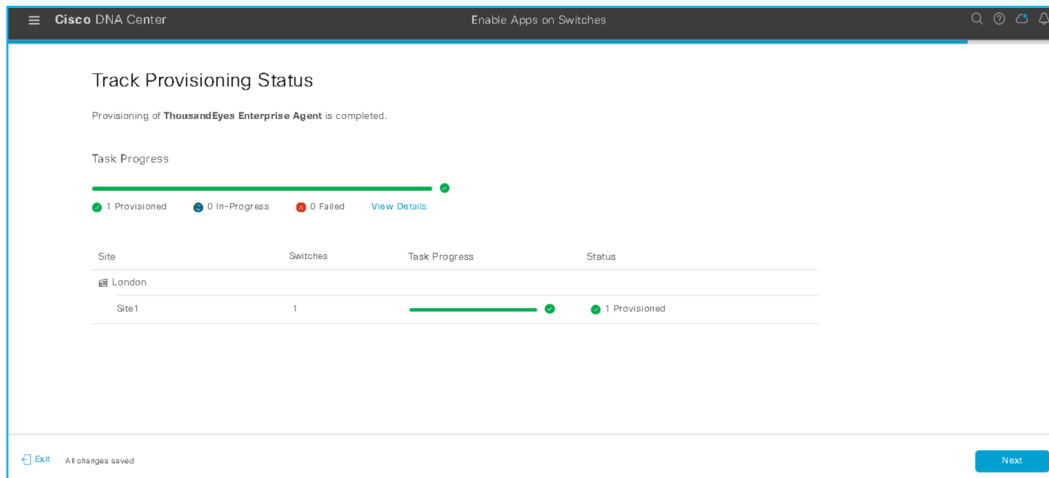 Cisco DNA Center
Enable Apps on Switches
Track Provisioning Status
Provisioning of ThousandEyes Enterprise Agent is completed.
Task Progress
1 Provisioned 0 In-Progress 0 Failed View Details
Site Switches Task Progress Status
London
Site1 1 1 Provisioned
Exit All changes saved Next